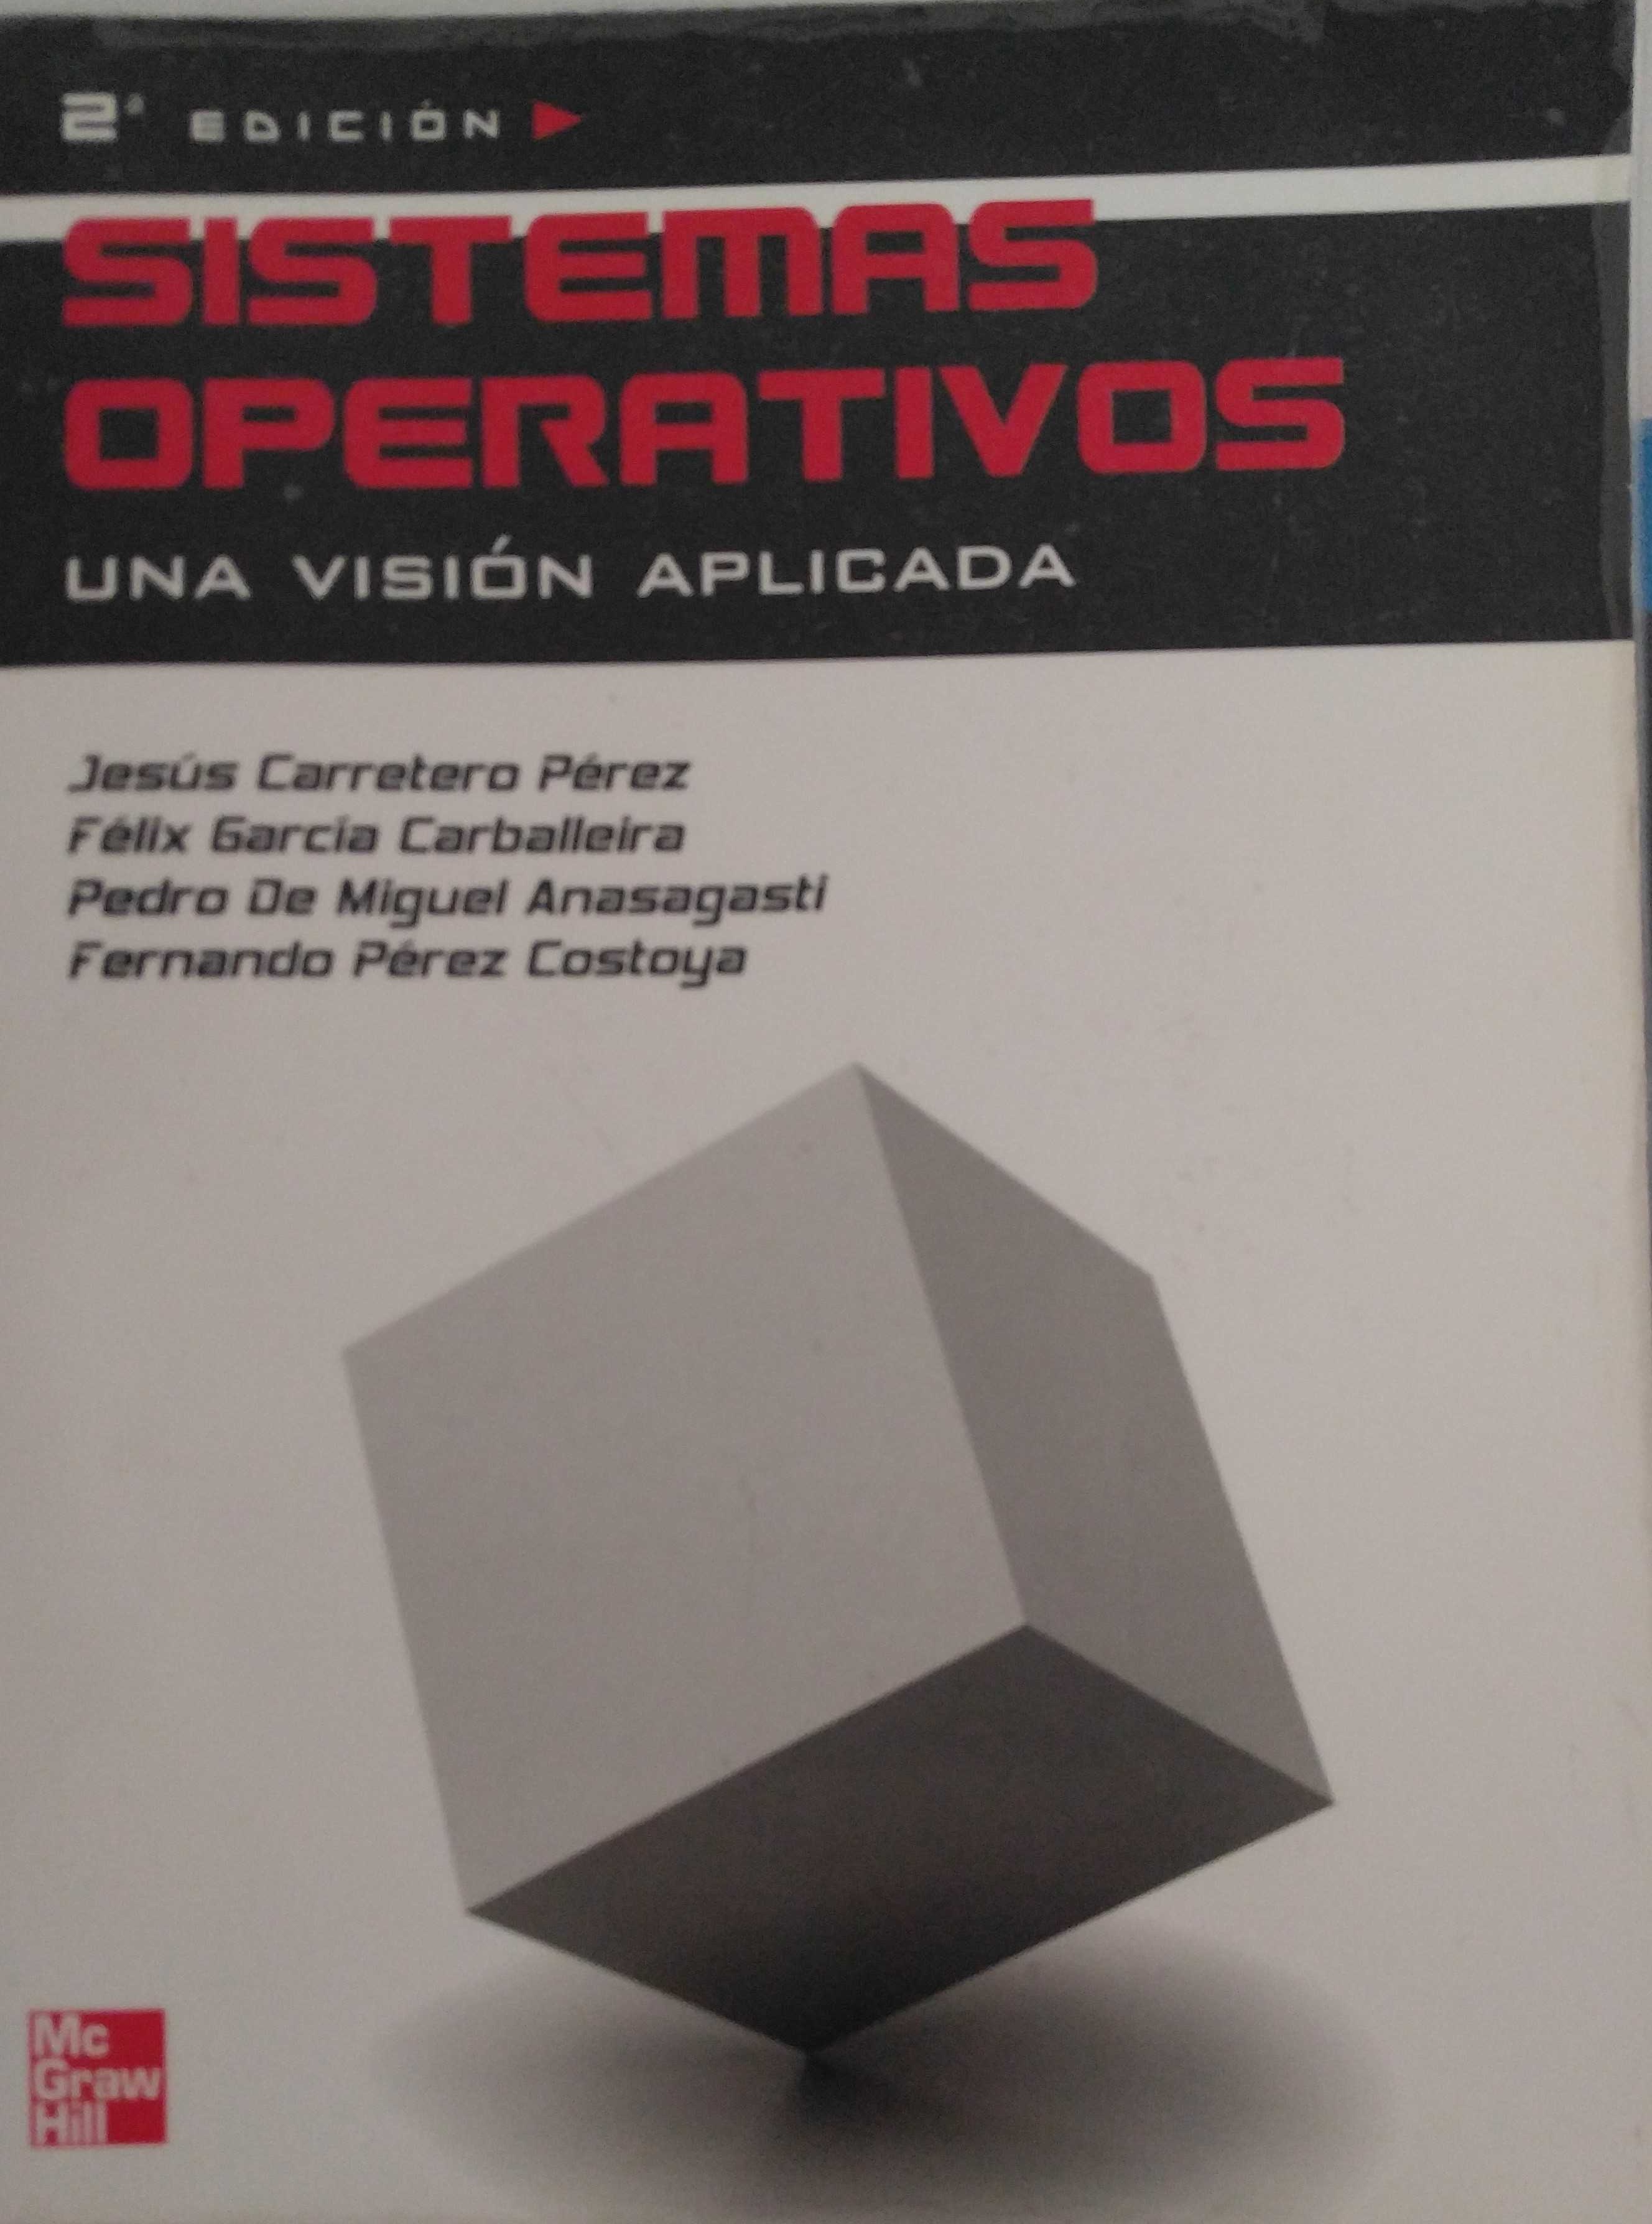 2ª EDICIÓN
SISTEMAS
OPERATIVOS
UNA VISIÓN APLICADA
Jesús Carretero Pérez
Félix García Carballeira
Pedro De Miguel Anasagasti
Fernando Pérez Costoya
Mc
Graw
Hill